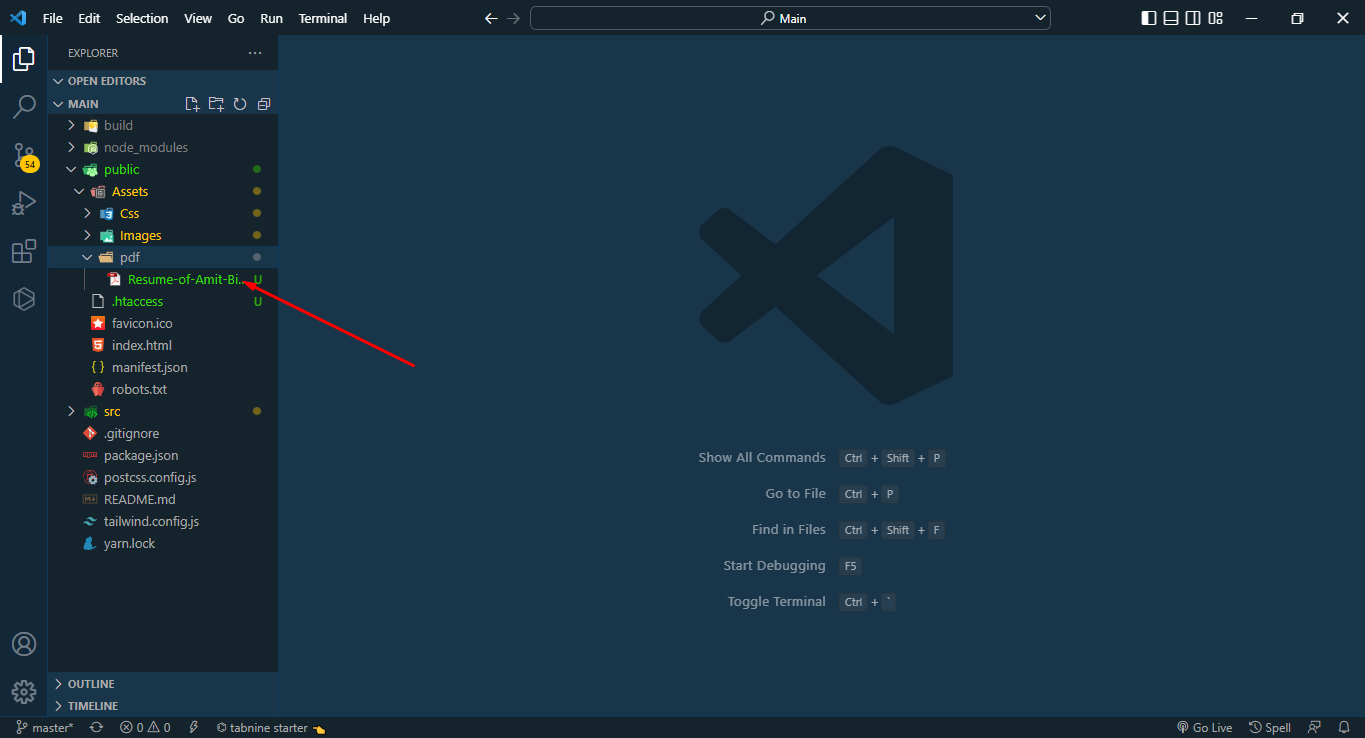 File Edit Selection View Go Run Terminal Help
Main
EXPLORER
OPEN EDITORS
MAIN
build
node_modules
public
Assets
Css
Images
pdf
Resume-of-Amit-Bi... U
.htaccess U
favicon.ico
index.html
manifest.json
robots.txt
src
.gitignore
package.json
postcss.config.js
README.md
tailwind.config.js
yarn.lock
OUTLINE
TIMELINE
54
Show All Commands Ctrl + Shift + P
Go to File Ctrl + P
Find in Files Ctrl + Shift + F
Start Debugging F5
Toggle Terminal Ctrl + `
master* 0 0 tabnine starter Go Live Spell